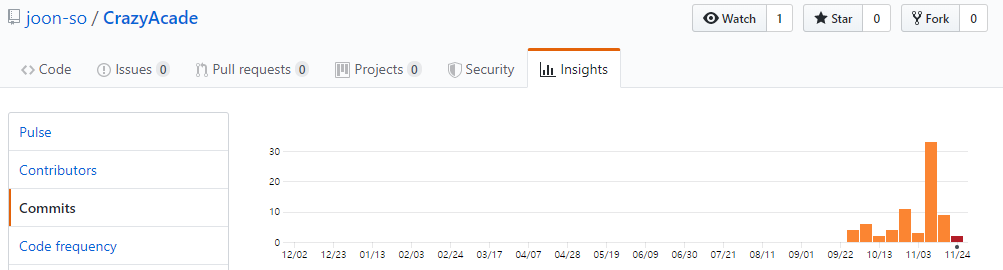 joon-so / CrazyAcade
Watch 1 Star 0 Fork 0
Code Issues 0 Pull requests 0 Projects 0 Security Insights
Pulse
Contributors
Commits
Code frequency
30
20
10
0
12/02 12/23 01/13 02/03 02/24 03/17 04/07 04/28 05/19 06/09 06/30 07/21 08/11 09/01 09/22 10/13 11/03 11/24